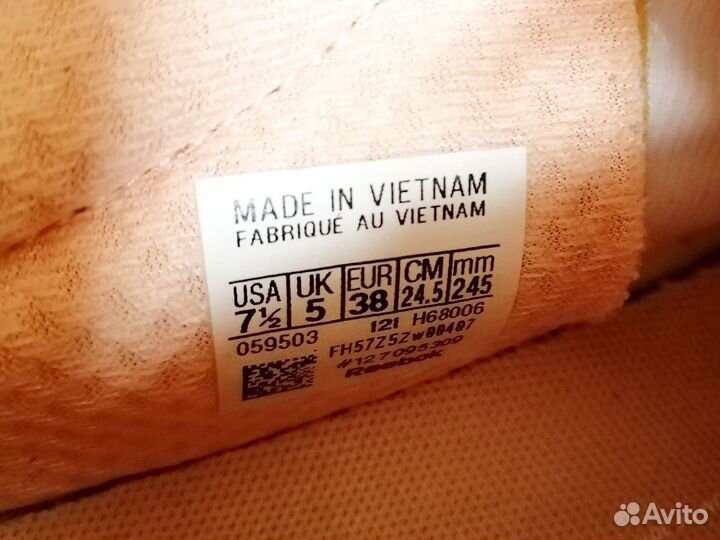 MADE IN VIETNAM
FABRIQUÉ AU VIETNAM
USA UK EUR CM mm
7½ 5 38 24.5 245
059503 121 H68006
FH57Z5Zw00407
#127095309
Reebok
Avito